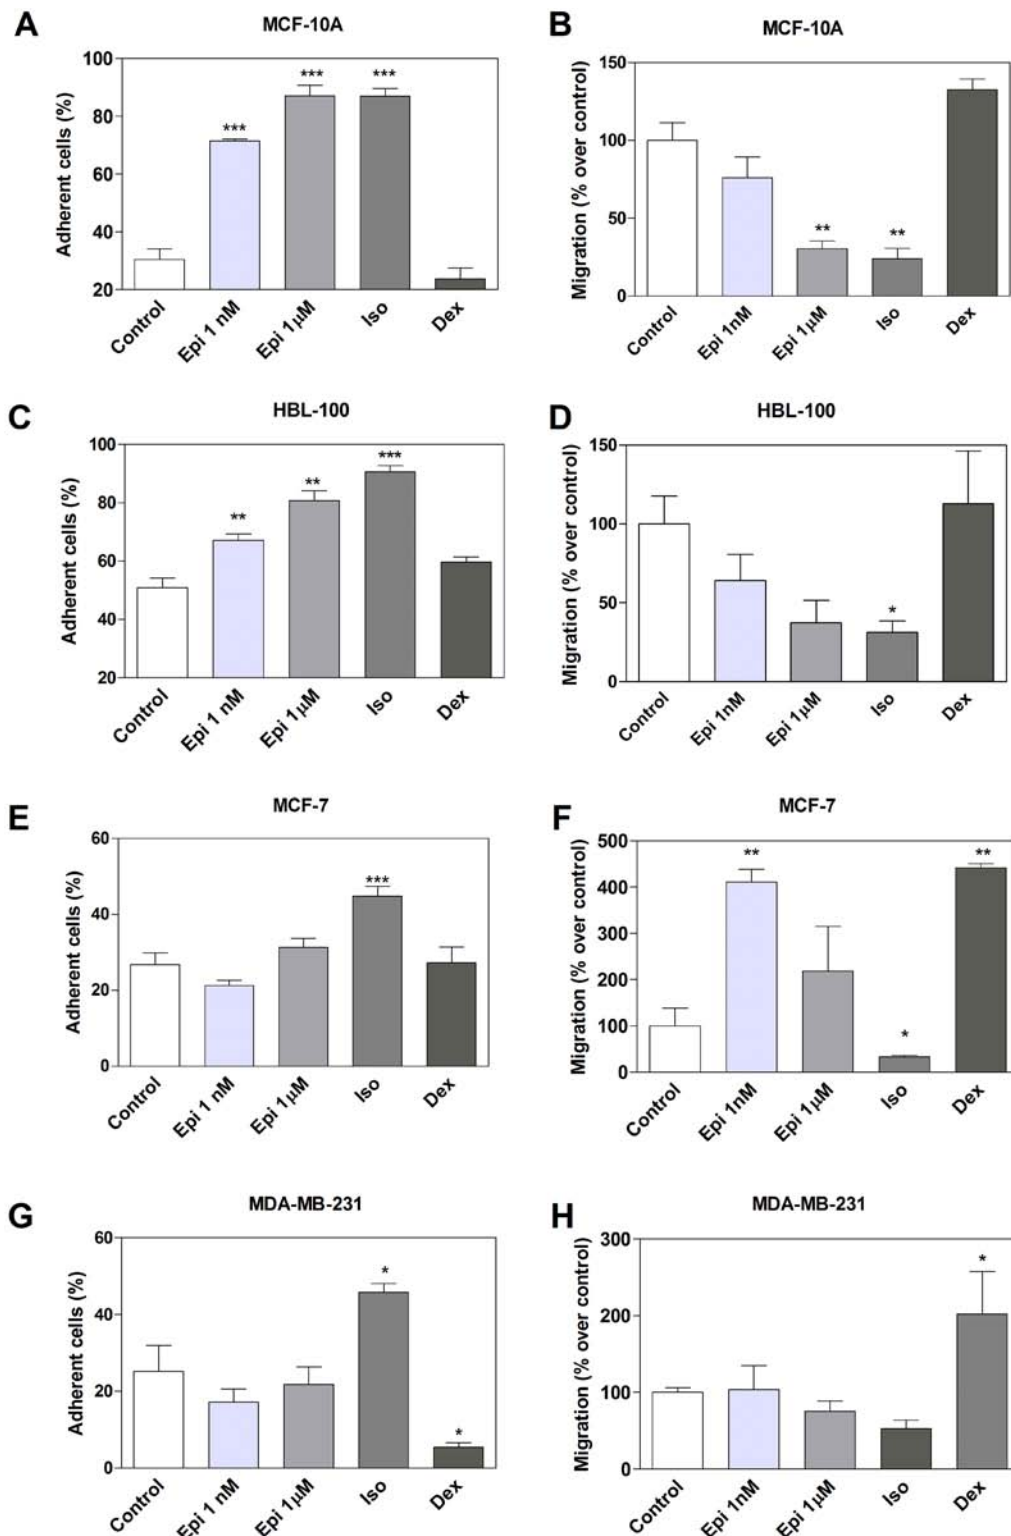 A
MCF-10A
Adherent cells (%)
100
80
60
40
20
***
***
***
Control
Epi 1 nM
Epi 1μM
Iso
Dex
B
MCF-10A
Migration (% over control)
150
100
50
0
**
**
Control
Epi 1nM
Epi 1μM
Iso
Dex
C
HBL-100
Adherent cells (%)
100
80
60
40
20
**
**
***
Control
Epi 1 nM
Epi 1μM
Iso
Dex
D
HBL-100
Migration (% over control)
150
100
50
0
*
Control
Epi 1nM
Epi 1μM
Iso
Dex
E
MCF-7
Adherent cells (%)
60
40
20
0
***
Control
Epi 1 nM
Epi 1μM
Iso
Dex
F
MCF-7
Migration (% over control)
500
400
300
200
100
0
**
*
**
Control
Epi 1nM
Epi 1μM
Iso
Dex
G
MDA-MB-231
Adherent cells (%)
60
40
20
0
*
*
Control
Epi 1 nM
Epi 1μM
Iso
Dex
H
MDA-MB-231
Migration (% over control)
300
200
100
0
*
Control
Epi 1nM
Epi 1μM
Iso
Dex